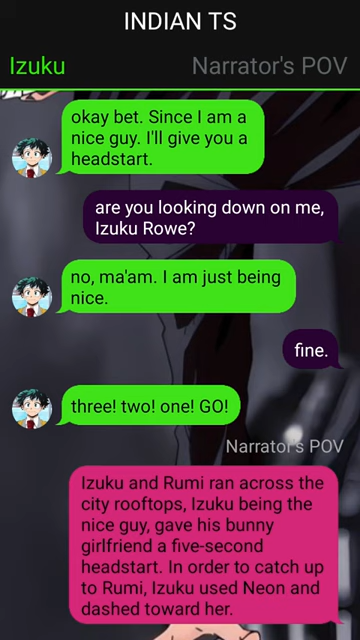 INDIAN TS
Izuku
Narrator's POV
okay bet. Since I am a
nice guy. I'll give you a
headstart.
are you looking down on me,
Izuku Rowe?
no, ma'am. I am just being
nice.
fine.
three! two! one! GO!
Narrator's POV
Izuku and Rumi ran across the
city rooftops, Izuku being the
nice guy, gave his bunny
girlfriend a five-second
headstart. In order to catch up
to Rumi, Izuku used Neon and
dashed toward her.